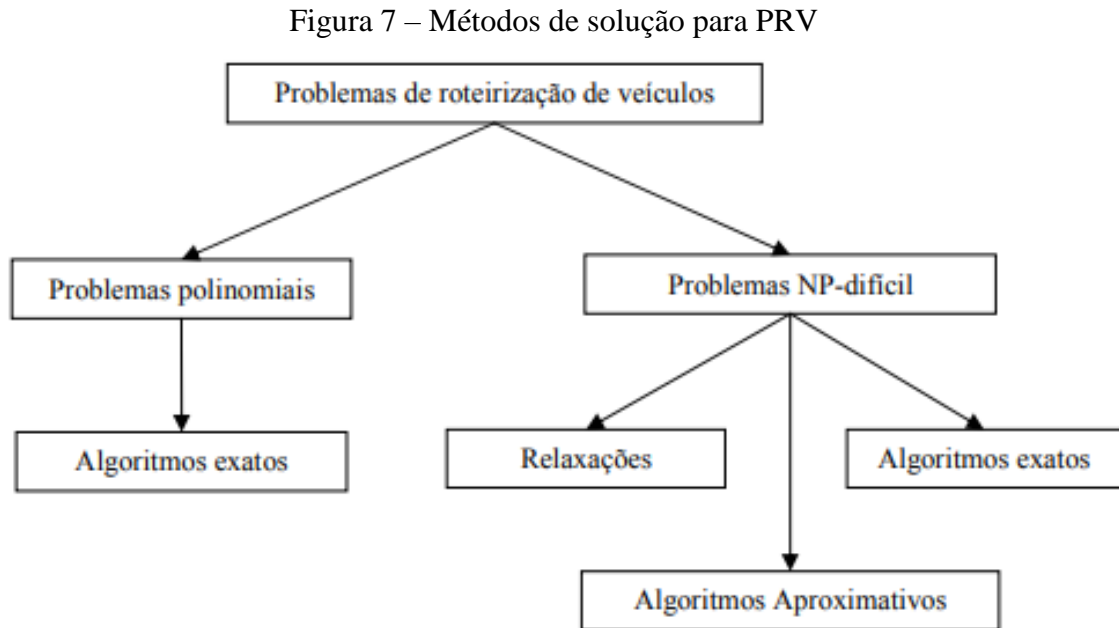 Figura 7 – Métodos de solução para PRV
Problemas de roteirização de veículos
Problemas polinomiais
Problemas NP-difícil
Algoritmos exatos
Relaxações
Algoritmos exatos
Algoritmos Aproximativos